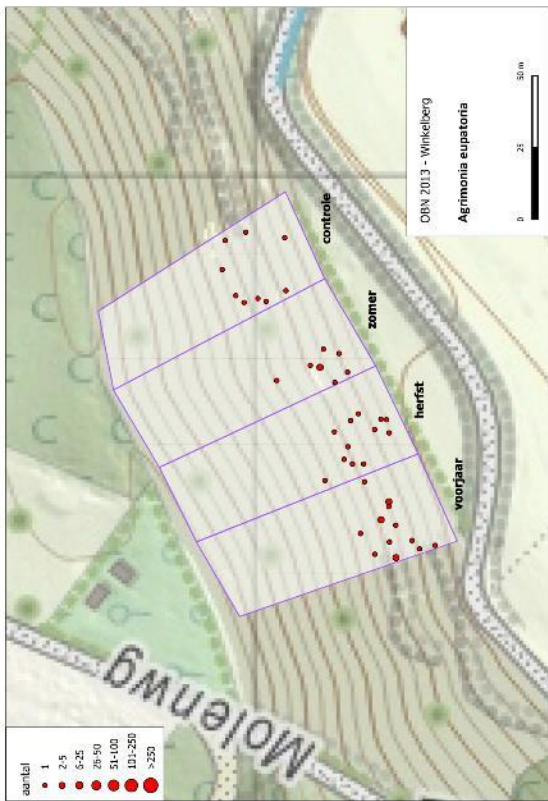 aantal
1
2-5
6-25
26-50
51-100
101-250
>250
Molenwg
voorjaar
herfst
zomer
controle
OBN 2013 - Winkelberg
Agrimonia eupatoria
0 25 50 m